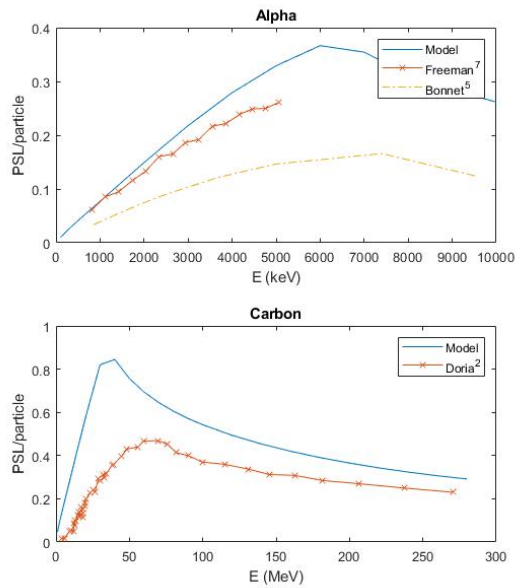 Alpha
PSL/particle
0.4
0.3
0.2
0.1
0
Model
Freeman⁷
Bonnet⁵
0 1000 2000 3000 4000 5000 6000 7000 8000 9000 10000
E (keV)
Carbon
PSL/particle
1
0.8
0.6
0.4
0.2
0
Model
Doria²
0 50 100 150 200 250 300
E (MeV)